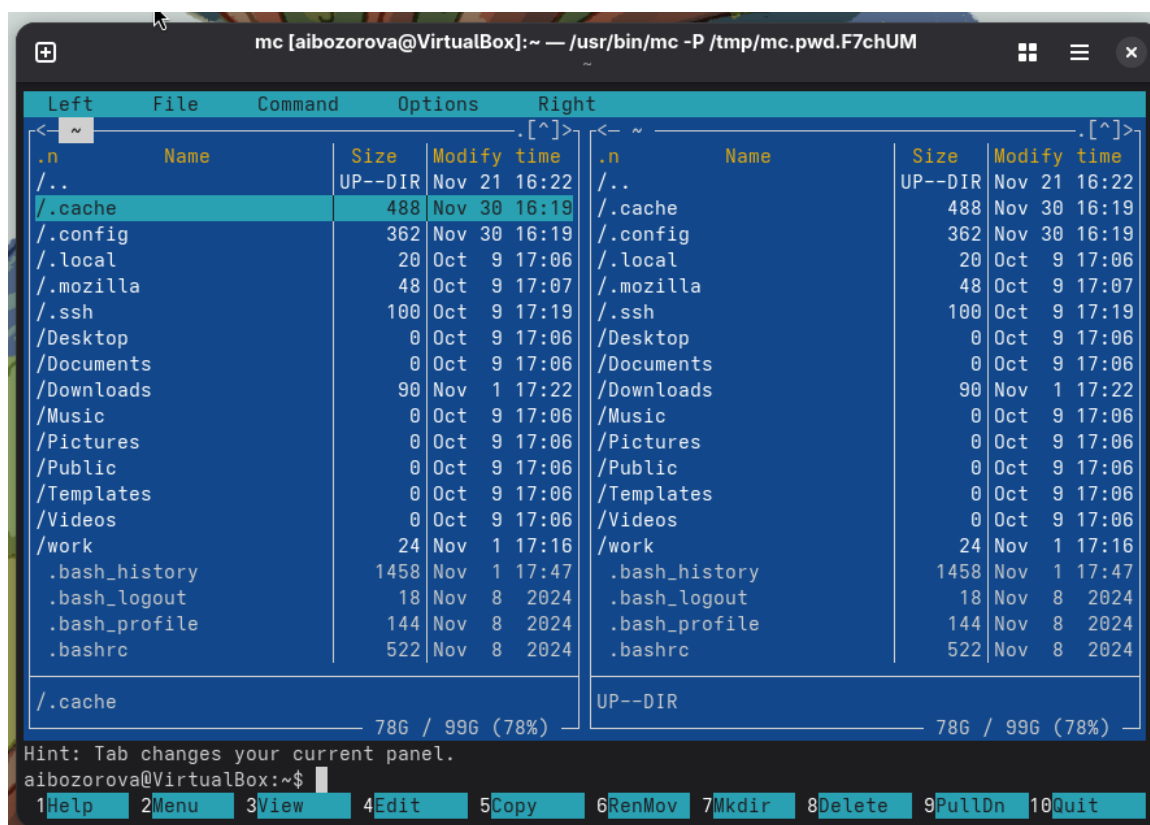 mc [aibozorova@VirtualBox]:~ — /usr/bin/mc -P /tmp/mc.pwd.F7chUM
~
Left File Command Options Right
<— ~ .[^]> <— ~ .[^]>
.n Name Size Modify time .n Name Size Modify time
/.. UP--DIR Nov 21 16:22 /.. UP--DIR Nov 21 16:22
/.cache 488 Nov 30 16:19 /.cache 488 Nov 30 16:19
/.config 362 Nov 30 16:19 /.config 362 Nov 30 16:19
/.local 20 Oct 9 17:06 /.local 20 Oct 9 17:06
/.mozilla 48 Oct 9 17:07 /.mozilla 48 Oct 9 17:07
/.ssh 100 Oct 9 17:19 /.ssh 100 Oct 9 17:19
/Desktop 0 Oct 9 17:06 /Desktop 0 Oct 9 17:06
/Documents 0 Oct 9 17:06 /Documents 0 Oct 9 17:06
/Downloads 90 Nov 1 17:22 /Downloads 90 Nov 1 17:22
/Music 0 Oct 9 17:06 /Music 0 Oct 9 17:06
/Pictures 0 Oct 9 17:06 /Pictures 0 Oct 9 17:06
/Public 0 Oct 9 17:06 /Public 0 Oct 9 17:06
/Templates 0 Oct 9 17:06 /Templates 0 Oct 9 17:06
/Videos 0 Oct 9 17:06 /Videos 0 Oct 9 17:06
/work 24 Nov 1 17:16 /work 24 Nov 1 17:16
.bash_history 1458 Nov 1 17:47 .bash_history 1458 Nov 1 17:47
.bash_logout 18 Nov 8 2024 .bash_logout 18 Nov 8 2024
.bash_profile 144 Nov 8 2024 .bash_profile 144 Nov 8 2024
.bashrc 522 Nov 8 2024 .bashrc 522 Nov 8 2024
/.cache UP--DIR
78G / 99G (78%) 78G / 99G (78%)
Hint: Tab changes your current panel.
aibozorova@VirtualBox:~$
1Help 2Menu 3View 4Edit 5Copy 6RenMov 7Mkdir 8Delete 9PullDn 10Quit